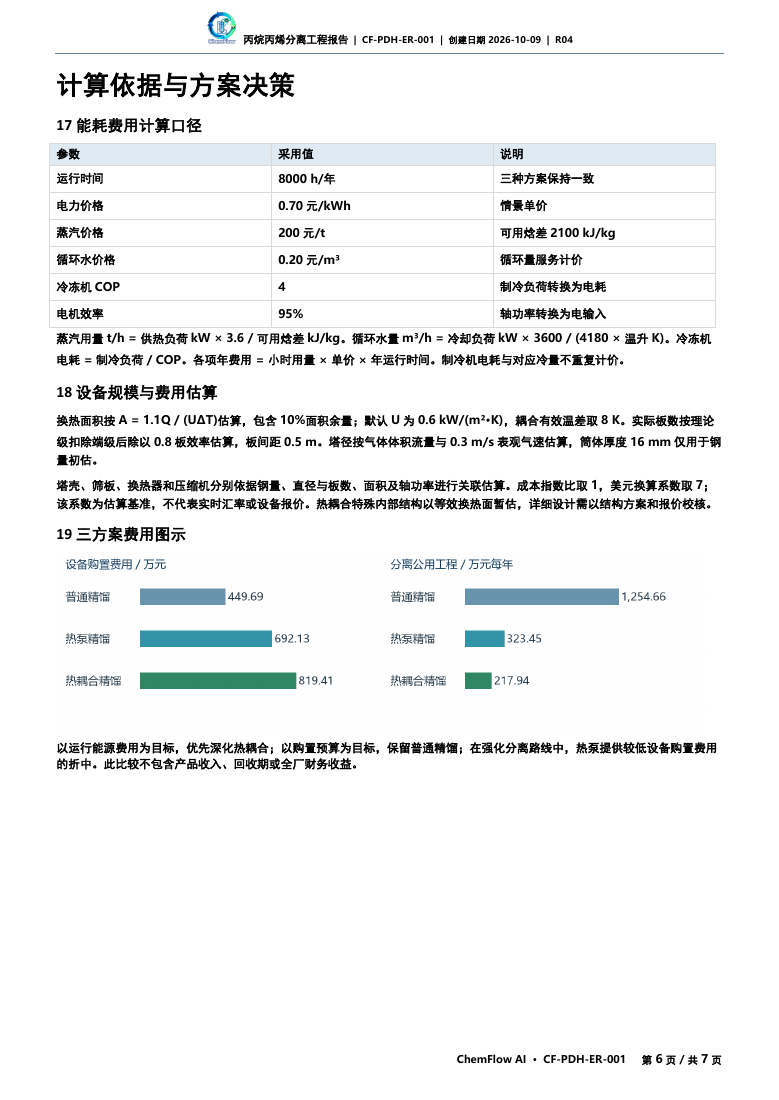 ChemFlow
丙烷丙烯分离工程报告 | CF-PDH-ER-001 | 创建日期 2026-10-09 | R04
计算依据与方案决策
17 能耗费用计算口径
参数 采用值 说明
运行时间 8000 h/年 三种方案保持一致
电力价格 0.70 元/kWh 情景单价
蒸汽价格 200 元/t 可用焓差 2100 kJ/kg
循环水价格 0.20 元/m³ 循环量服务计价
冷冻机 COP 4 制冷负荷转换为电耗
电机效率 95% 轴功率转换为电输入
蒸汽用量 t/h = 供热负荷 kW × 3.6 / 可用焓差 kJ/kg。循环水量 m³/h = 冷却负荷 kW × 3600 / (4180 × 温升 K)。冷冻机
电耗 = 制冷负荷 / COP。各项年费用 = 小时用量 × 单价 × 年运行时间。制冷机电耗与对应冷量不重复计价。
18 设备规模与费用估算
换热面积按 A = 1.1Q / (UΔT)估算，包含 10%面积余量；默认 U 为 0.6 kW/(m²·K)，耦合有效温差取 8 K。实际板数按理论
级扣除端级后除以 0.8 板效率估算，板间距 0.5 m。塔径按气体体积流量与 0.3 m/s 表观气速估算，筒体厚度 16 mm 仅用于钢
量初估。
塔壳、筛板、换热器和压缩机分别依据钢量、直径与板数、面积及轴功率进行关联估算。成本指数比取 1，美元换算系数取 7；
该系数为估算基准，不代表实时汇率或设备报价。热耦合特殊内部结构以等效换热面暂估，详细设计需以结构方案和报价校核。
19 三方案费用图示
设备购置费用 / 万元
普通精馏 449.69
热泵精馏 692.13
热耦合精馏 819.41
分离公用工程 / 万元每年
普通精馏 1,254.66
热泵精馏 323.45
热耦合精馏 217.94
以运行能源费用为目标，优先深化热耦合；以购置预算为目标，保留普通精馏；在强化分离路线中，热泵提供较低设备购置费用
的折中。此比较不包含产品收入、回收期或全厂财务收益。
ChemFlow AI · CF-PDH-ER-001 第 6 页 / 共 7 页